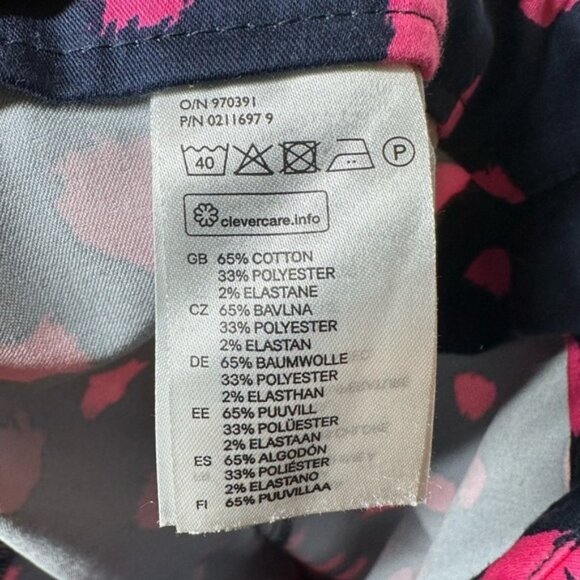 O/N 970391
P/N 0211697 9
40 P
clevercare.info
GB 65% COTTON
33% POLYESTER
2% ELASTANE
CZ 65% BAVLNA
33% POLYESTER
2% ELASTAN
DE 65% BAUMWOLLE
33% POLYESTER
2% ELASTHAN
EE 65% PUUVILL
33% POLÜESTER
2% ELASTAAN
ES 65% ALGODÓN
33% POLIÉSTER
2% ELASTANO
FI 65% PUUVILLAA